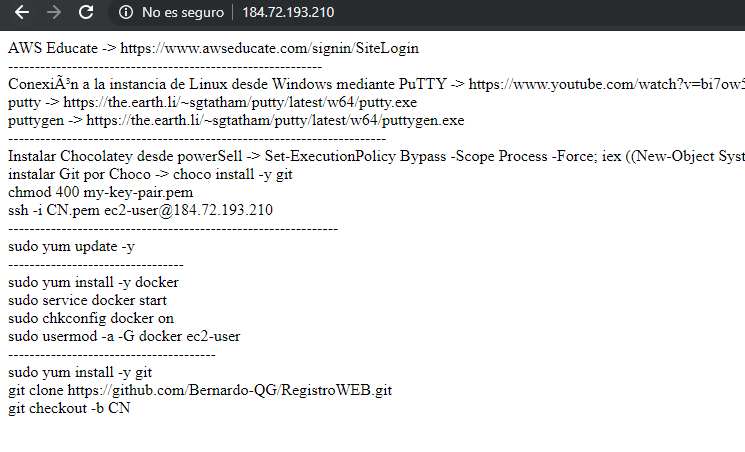 No es seguro 184.72.193.210
AWS Educate -> https://www.awseducate.com/signin/SiteLogin
-----------------------------------------------------------
ConexiÃ³n a la instancia de Linux desde Windows mediante PuTTY -> https://www.youtube.com/watch?v=bi7ow5
putty -> https://the.earth.li/~sgtatham/putty/latest/w64/putty.exe
puttygen -> https://the.earth.li/~sgtatham/putty/latest/w64/puttygen.exe
-----------------------------------------------------------------------
Instalar Chocolatey desde powerSell -> Set-ExecutionPolicy Bypass -Scope Process -Force; iex ((New-Object Syst
instalar Git por Choco -> choco install -y git
chmod 400 my-key-pair.pem
ssh -i CN.pem ec2-user@184.72.193.210
--------------------------------------------------------------
sudo yum update -y
---------------------------------
sudo yum install -y docker
sudo service docker start
sudo chkconfig docker on
sudo usermod -a -G docker ec2-user
---------------------------------------
sudo yum install -y git
git clone https://github.com/Bernardo-QG/RegistroWEB.git
git checkout -b CN